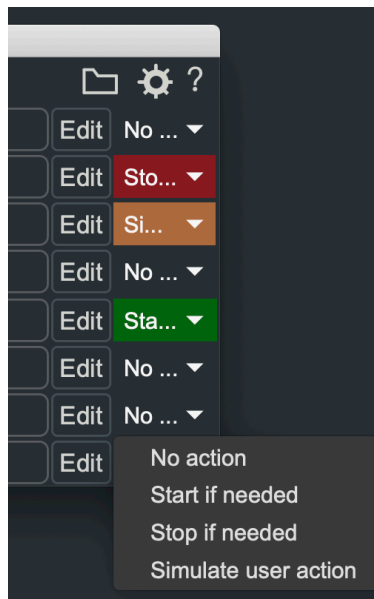 ?
Edit No ...
Edit Sto...
Edit Si...
Edit No ...
Edit Sta...
Edit No ...
Edit No ...
Edit
No action
Start if needed
Stop if needed
Simulate user action